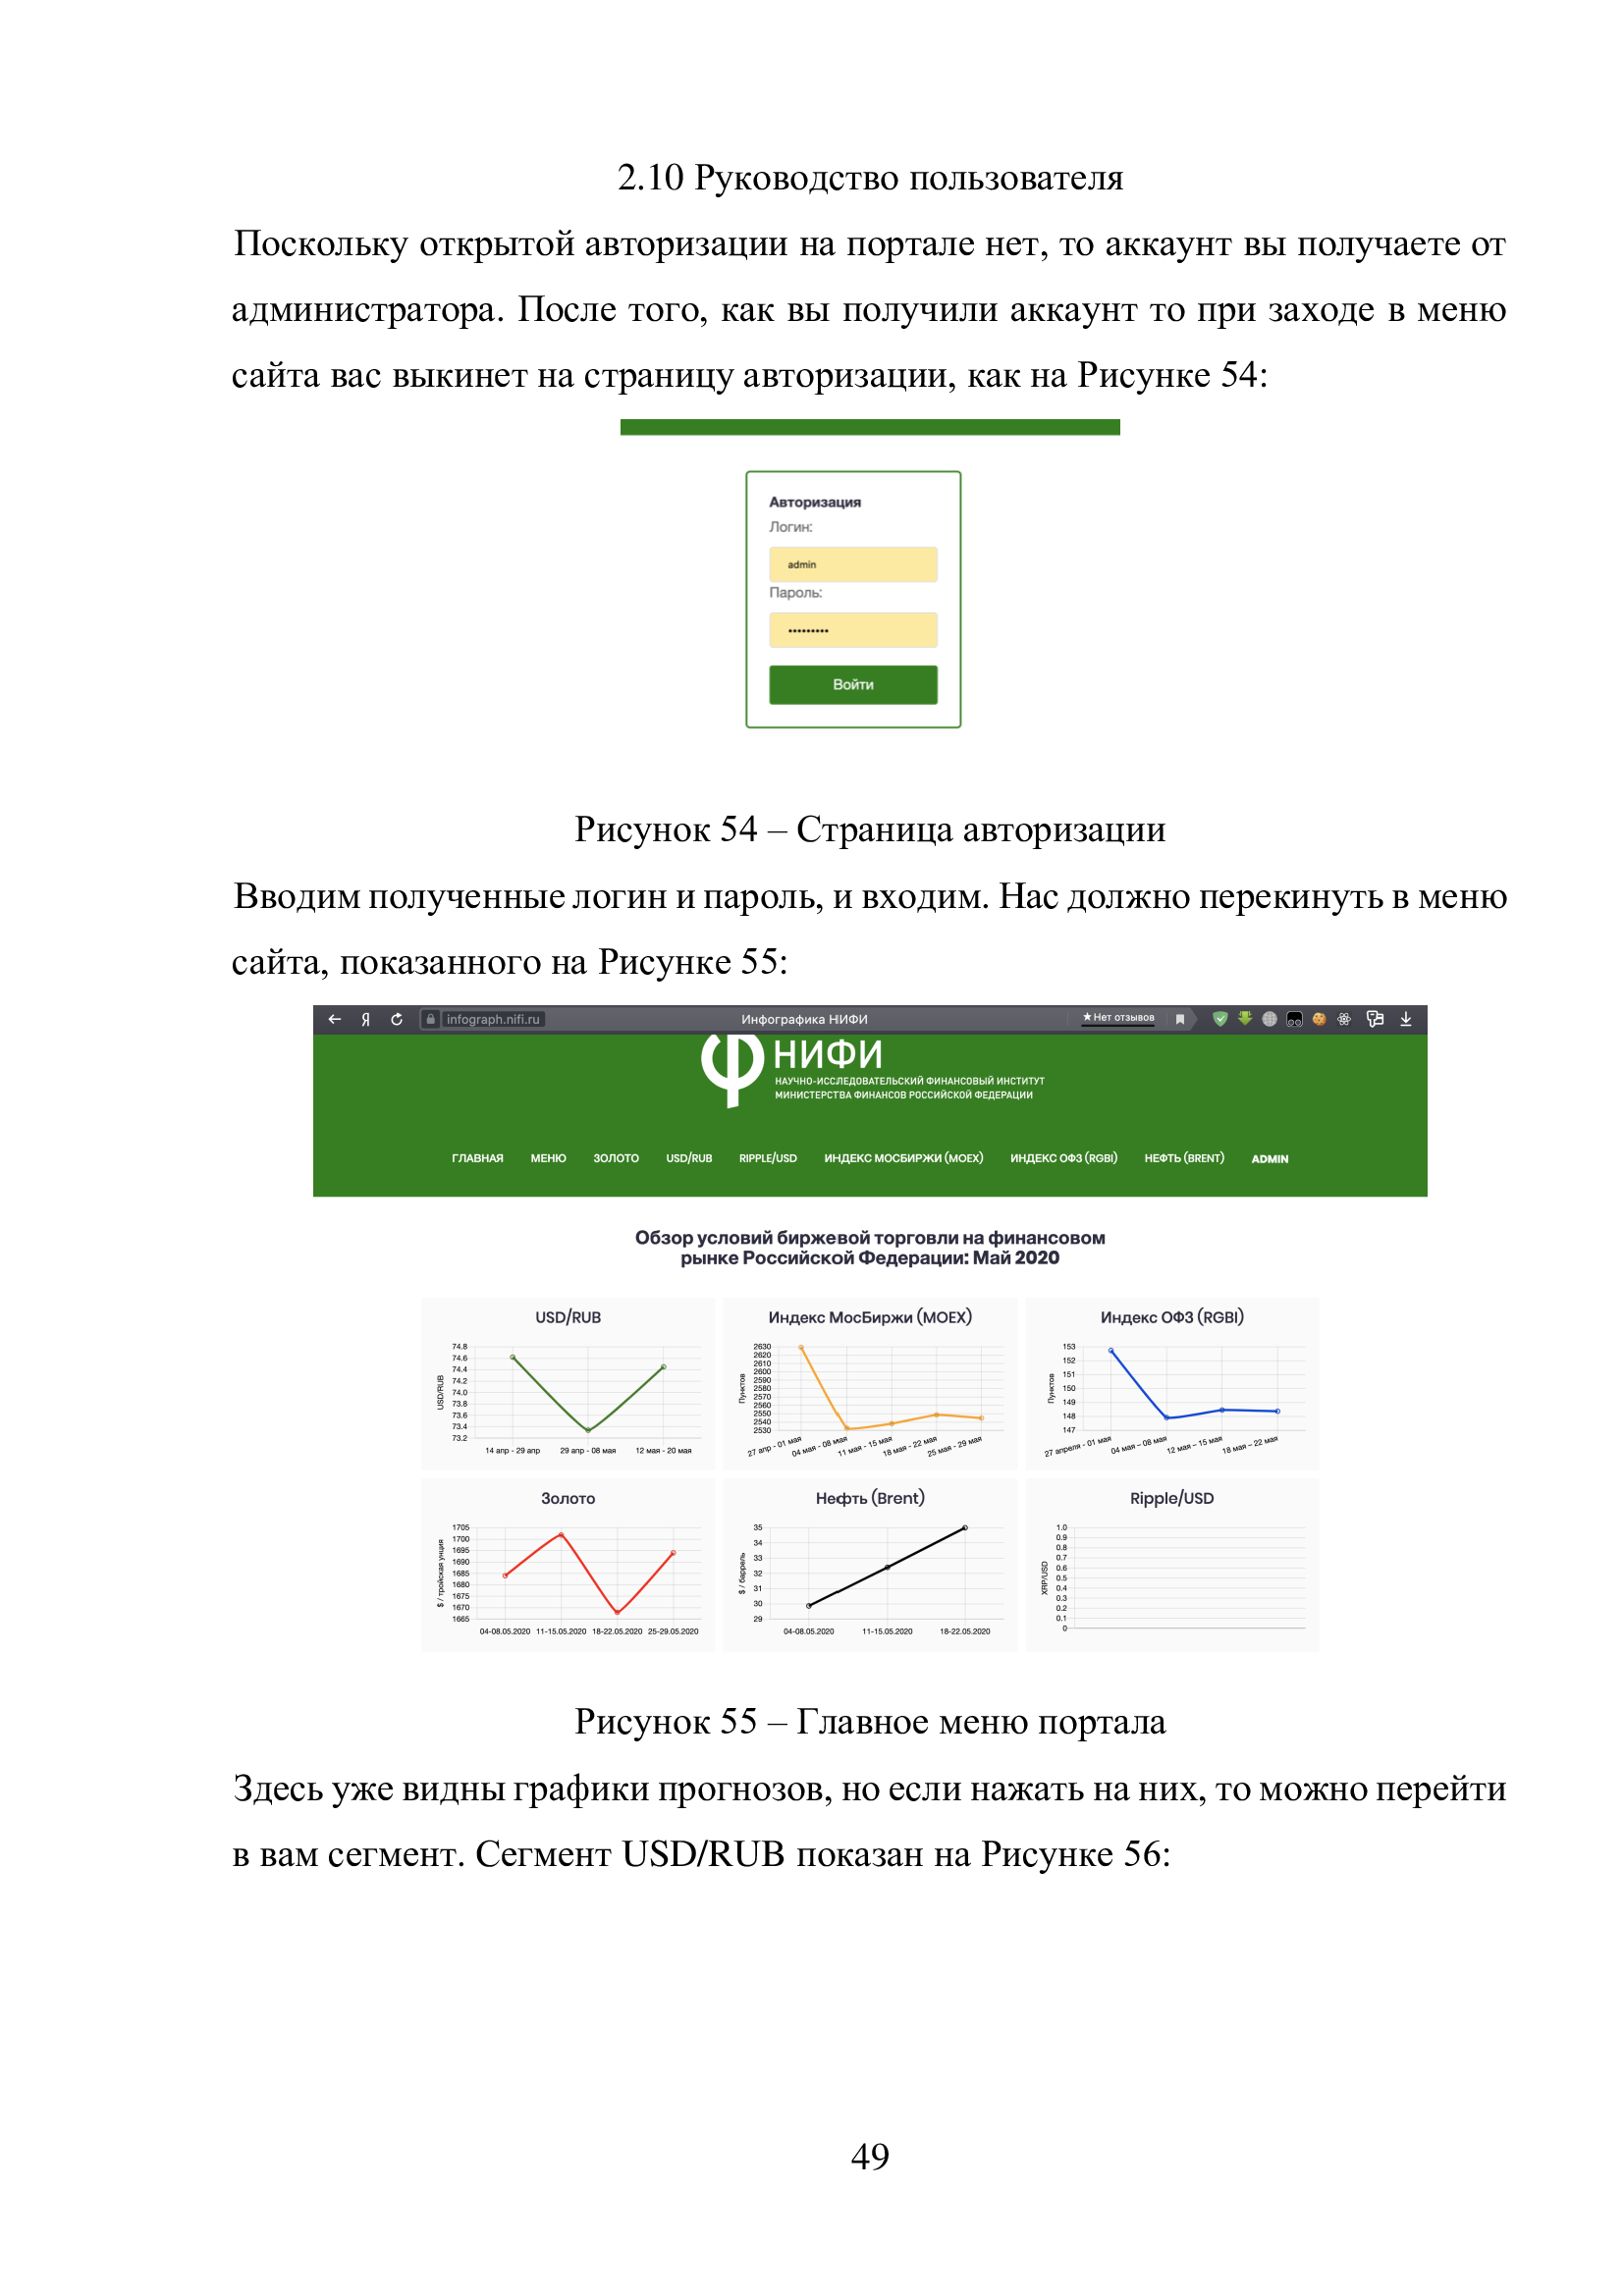 2.10 Руководство пользователя
Поскольку открытой авторизации на портале нет, то аккаунт вы получаете от
администратора. После того, как вы получили аккаунт то при заходе в меню
сайта вас выкинет на страницу авторизации, как на Рисунке 54:
Авторизация
Логин:
admin
Пароль:
•••••••••
Войти
Рисунок 54 – Страница авторизации
Вводим полученные логин и пароль, и входим. Нас должно перекинуть в меню
сайта, показанного на Рисунке 55:
Я infograph.nifi.ru Инфографика НИФИ ★Нет отзывов
НИФИ
НАУЧНО-ИССЛЕДОВАТЕЛЬСКИЙ ФИНАНСОВЫЙ ИНСТИТУТ
МИНИСТЕРСТВА ФИНАНСОВ РОССИЙСКОЙ ФЕДЕРАЦИИ
ГЛАВНАЯ МЕНЮ ЗОЛОТО USD/RUB RIPPLE/USD ИНДЕКС МОСБИРЖИ (MOEX) ИНДЕКС ОФЗ (RGBI) НЕФТЬ (BRENT) ADMIN
Обзор условий биржевой торговли на финансовом
рынке Российской Федерации: Май 2020
USD/RUB
74.8
74.6
74.4
74.2
74.0
73.8
73.6
73.4
73.2
USD/RUB
14 апр - 29 апр 29 апр - 08 мая 12 мая - 20 мая
Индекс МосБиржи (MOEX)
2630
2620
2610
2600
2590
2580
2570
2560
2550
2540
2530
Пунктов
27 апр - 01 мая 04 мая - 08 мая 11 мая - 15 мая 18 мая - 22 мая 25 мая - 29 мая
Индекс ОФЗ (RGBI)
153
152
151
150
149
148
147
Пунктов
27 апреля - 01 мая 04 мая – 08 мая 12 мая – 15 мая 18 мая – 22 мая
Золото
1705
1700
1695
1690
1685
1680
1675
1670
1665
$ / тройская унция
04-08.05.2020 11-15.05.2020 18-22.05.2020 25-29.05.2020
Нефть (Brent)
35
34
33
32
31
30
29
$ / баррель
04-08.05.2020 11-15.05.2020 18-22.05.2020
Ripple/USD
1.0
0.9
0.8
0.7
0.6
0.5
0.4
0.3
0.2
0.1
0
XRP/USD
Рисунок 55 – Главное меню портала
Здесь уже видны графики прогнозов, но если нажать на них, то можно перейти
в вам сегмент. Сегмент USD/RUB показан на Рисунке 56:
49